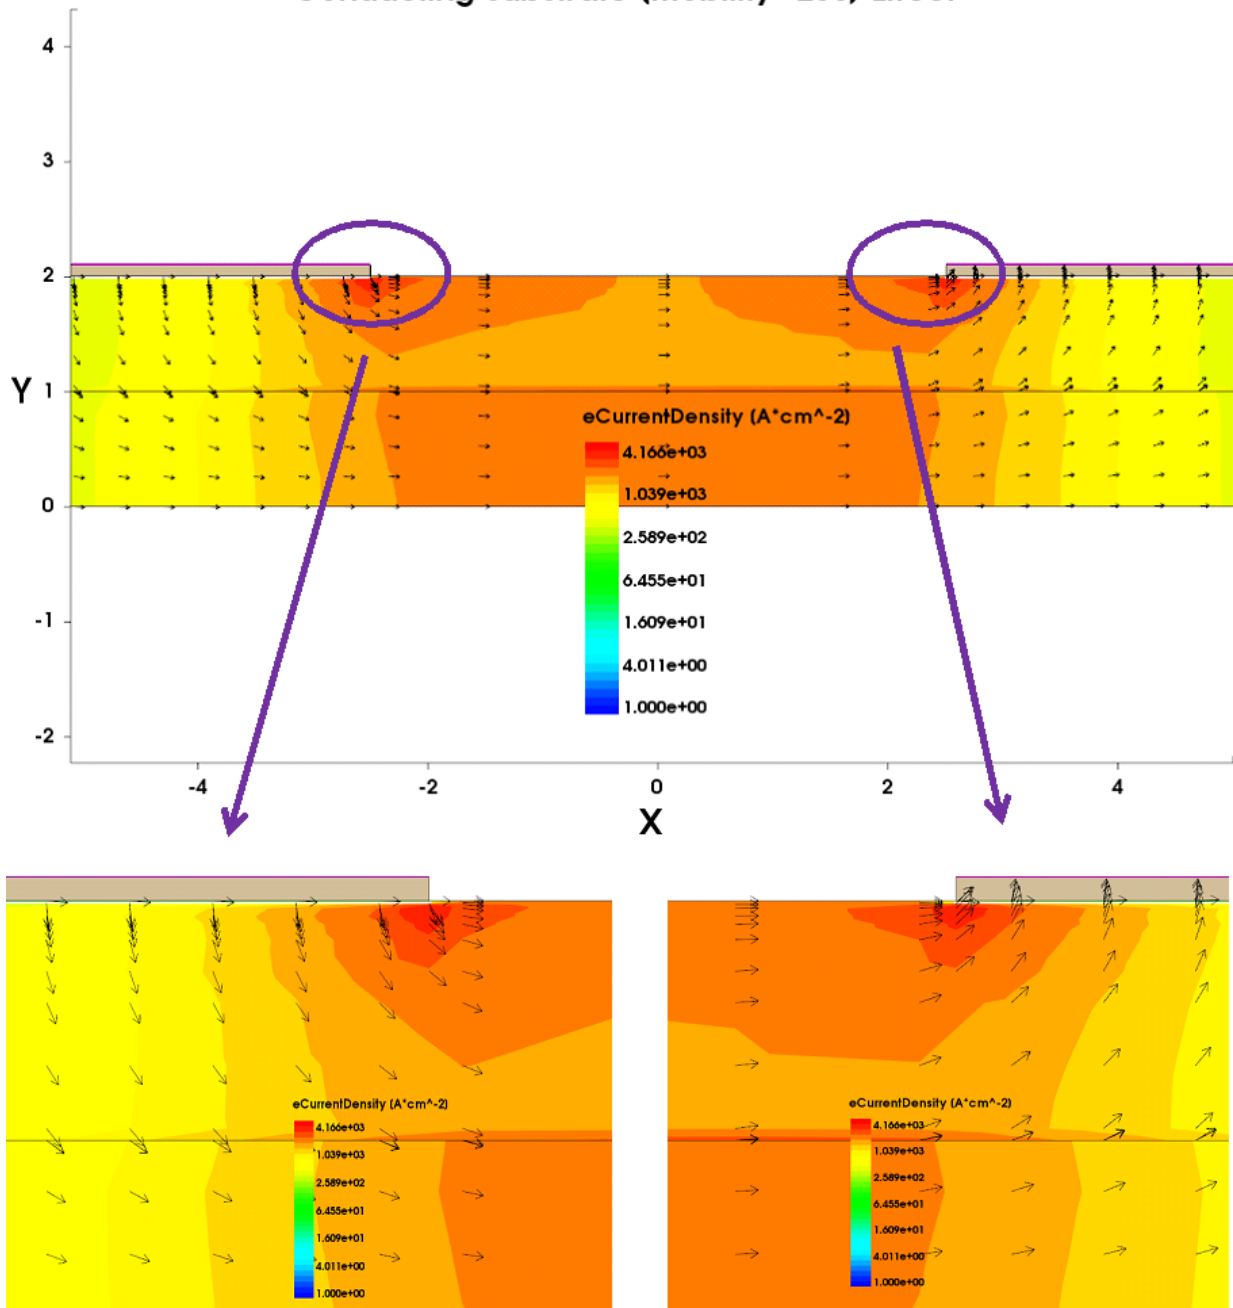 4
3
2
Y
1
0
-1
-2
eCurrentDensity (A*cm^-2)
4.166e+03
1.039e+03
2.589e+02
6.455e+01
1.609e+01
4.011e+00
1.000e+00
-4
-2
0
2
4
X
eCurrentDensity (A*cm^-2)
4.166e+03
1.039e+03
2.589e+02
6.455e+01
1.609e+01
4.011e+00
1.000e+00
eCurrentDensity (A*cm^-2)
4.166e+03
1.039e+03
2.589e+02
6.455e+01
1.609e+01
4.011e+00
1.000e+00